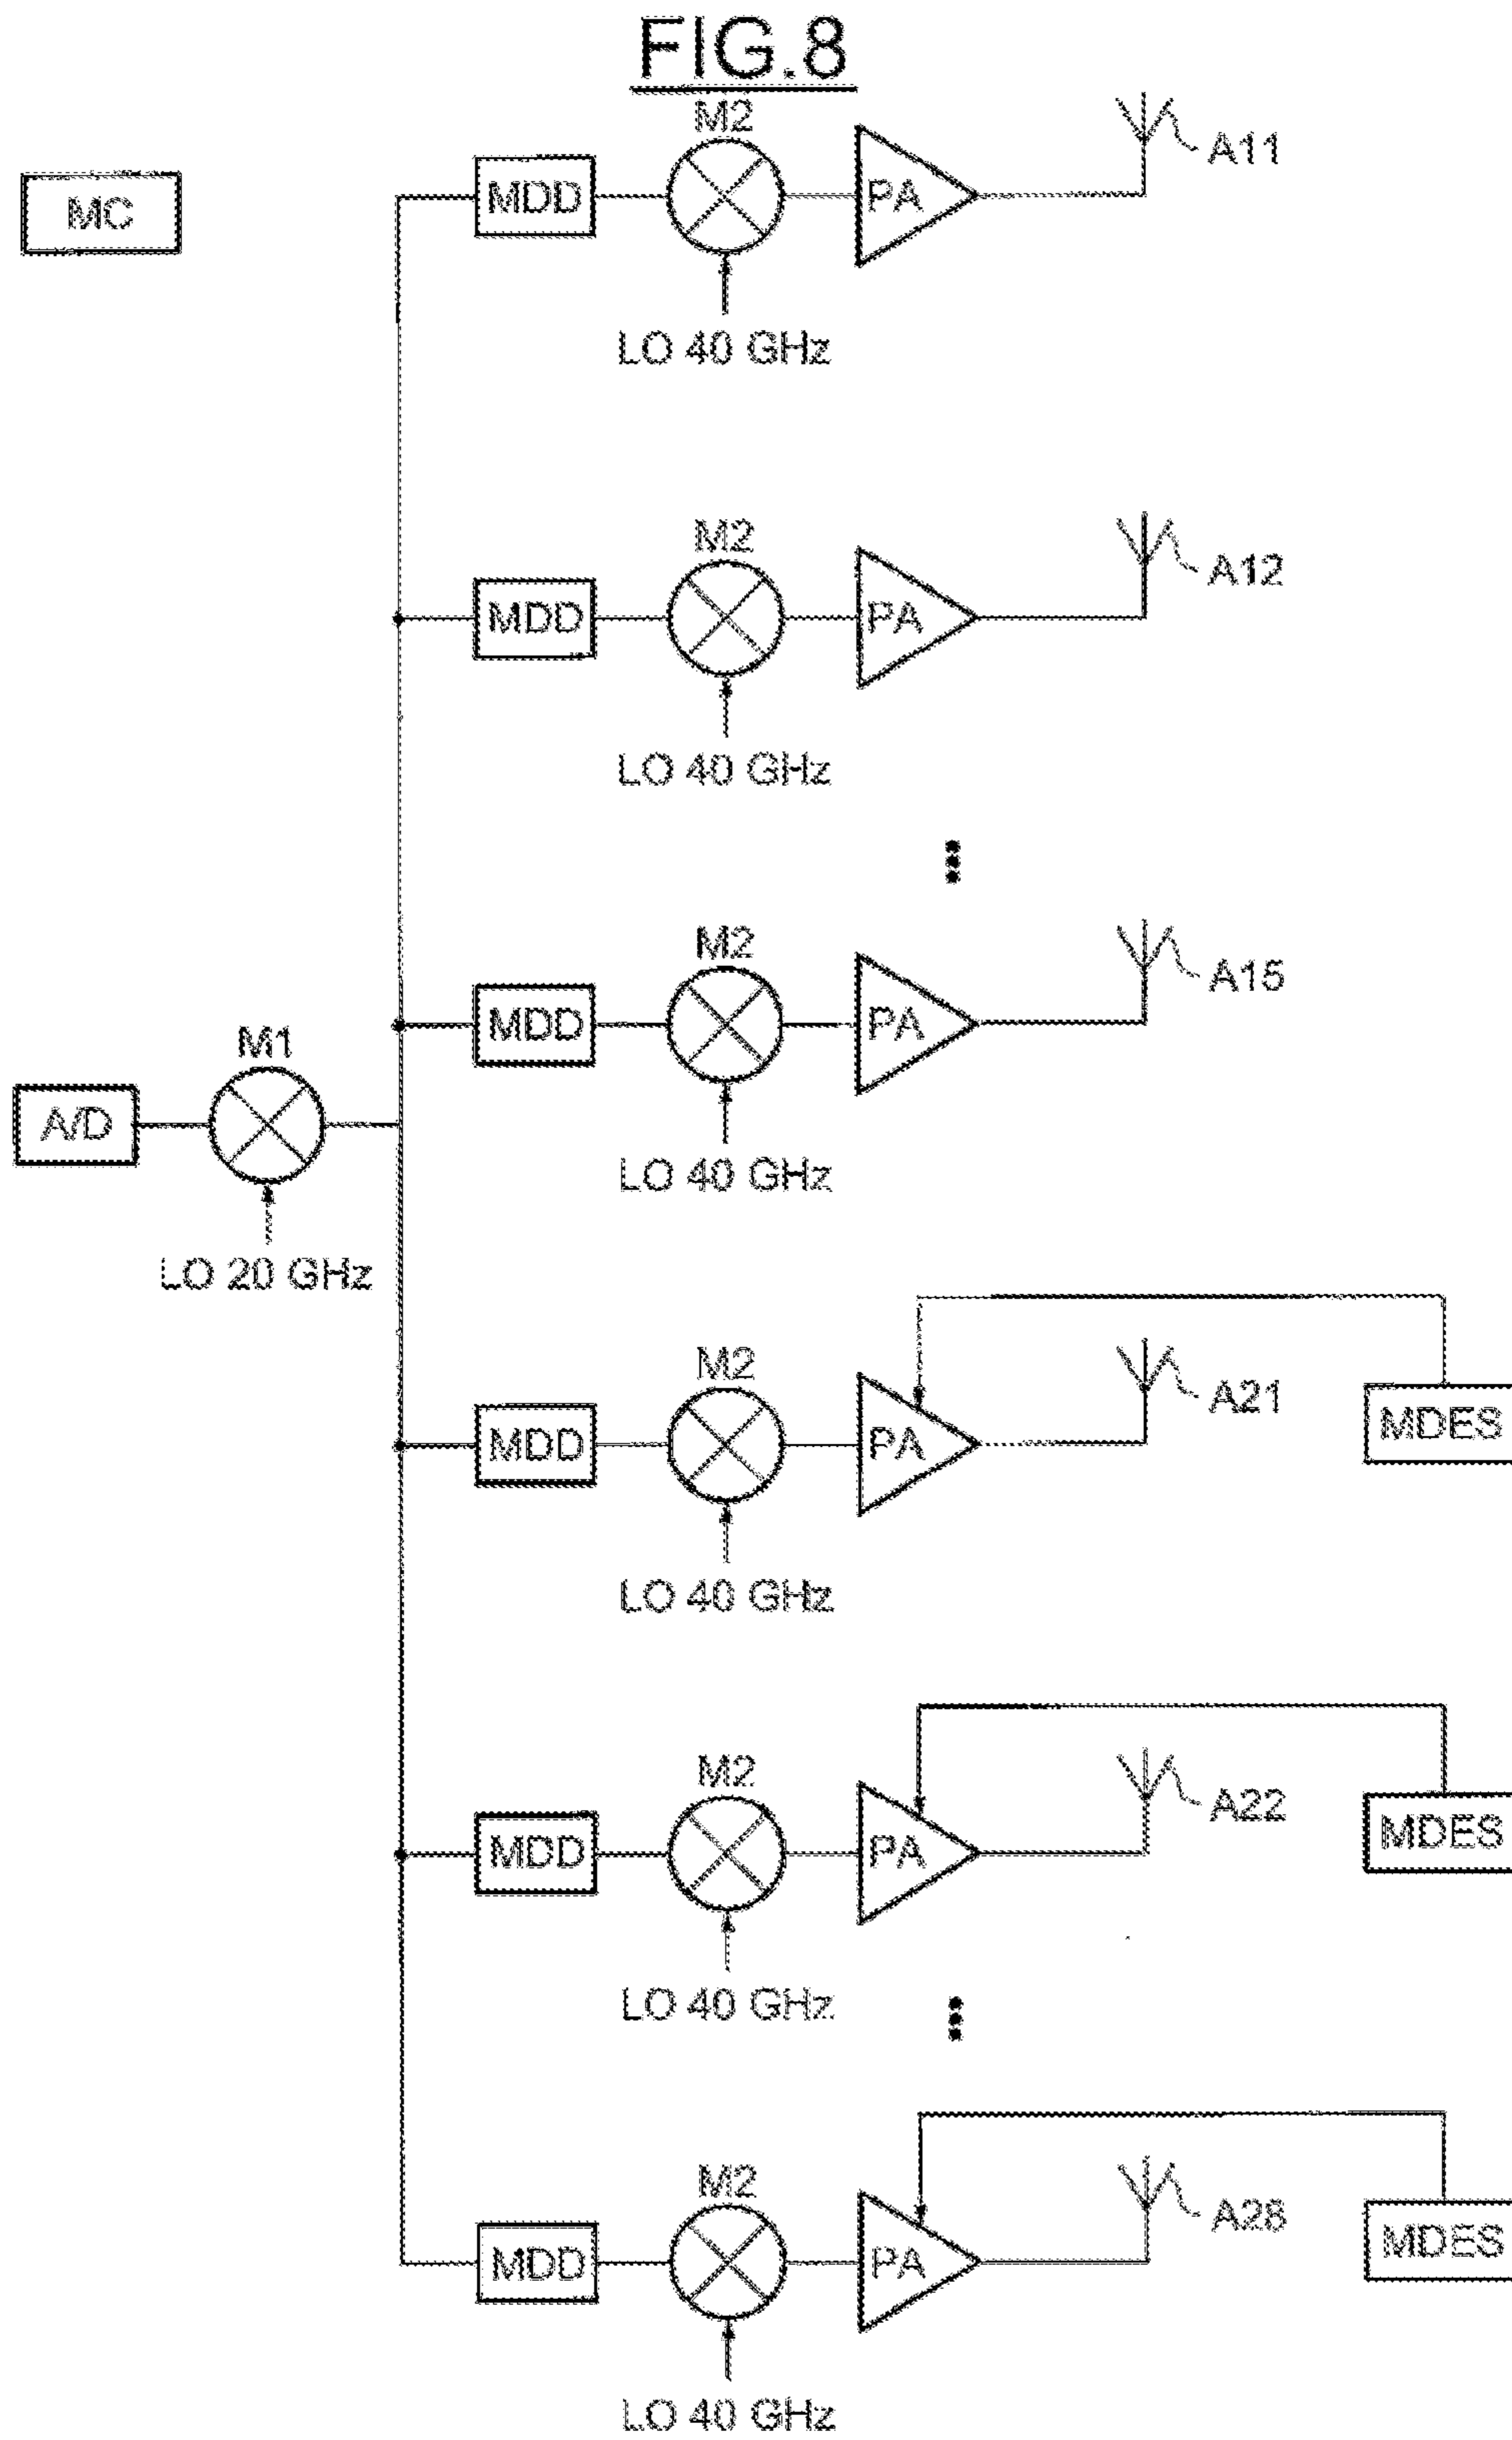 FIG.8
MC
MDD
M2
PA
A11
LO 40 GHz
MDD
M2
PA
A12
LO 40 GHz
MDD
M2
PA
A15
LO 40 GHz
A/D
M1
LO 20 GHz
MDD
M2
PA
A21
MDES
LO 40 GHz
MDD
M2
PA
A22
MDES
LO 40 GHz
MDD
M2
PA
A28
MDES
LO 40 GHz